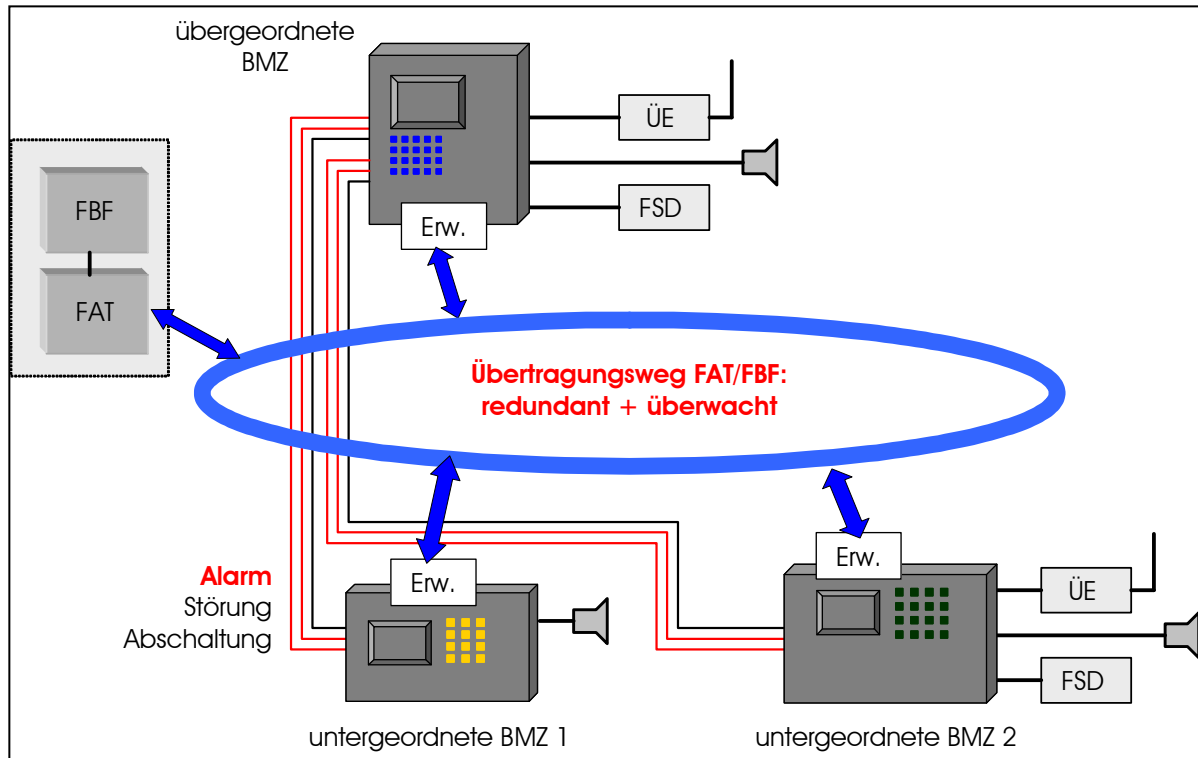 übergeordnete
BMZ
ÜE
FSD
Erw.
FBF
FAT
Übertragungsweg FAT/FBF:
redundant + überwacht
Alarm
Störung
Abschaltung
Erw.
untergeordnete BMZ 1
Erw.
ÜE
FSD
untergeordnete BMZ 2